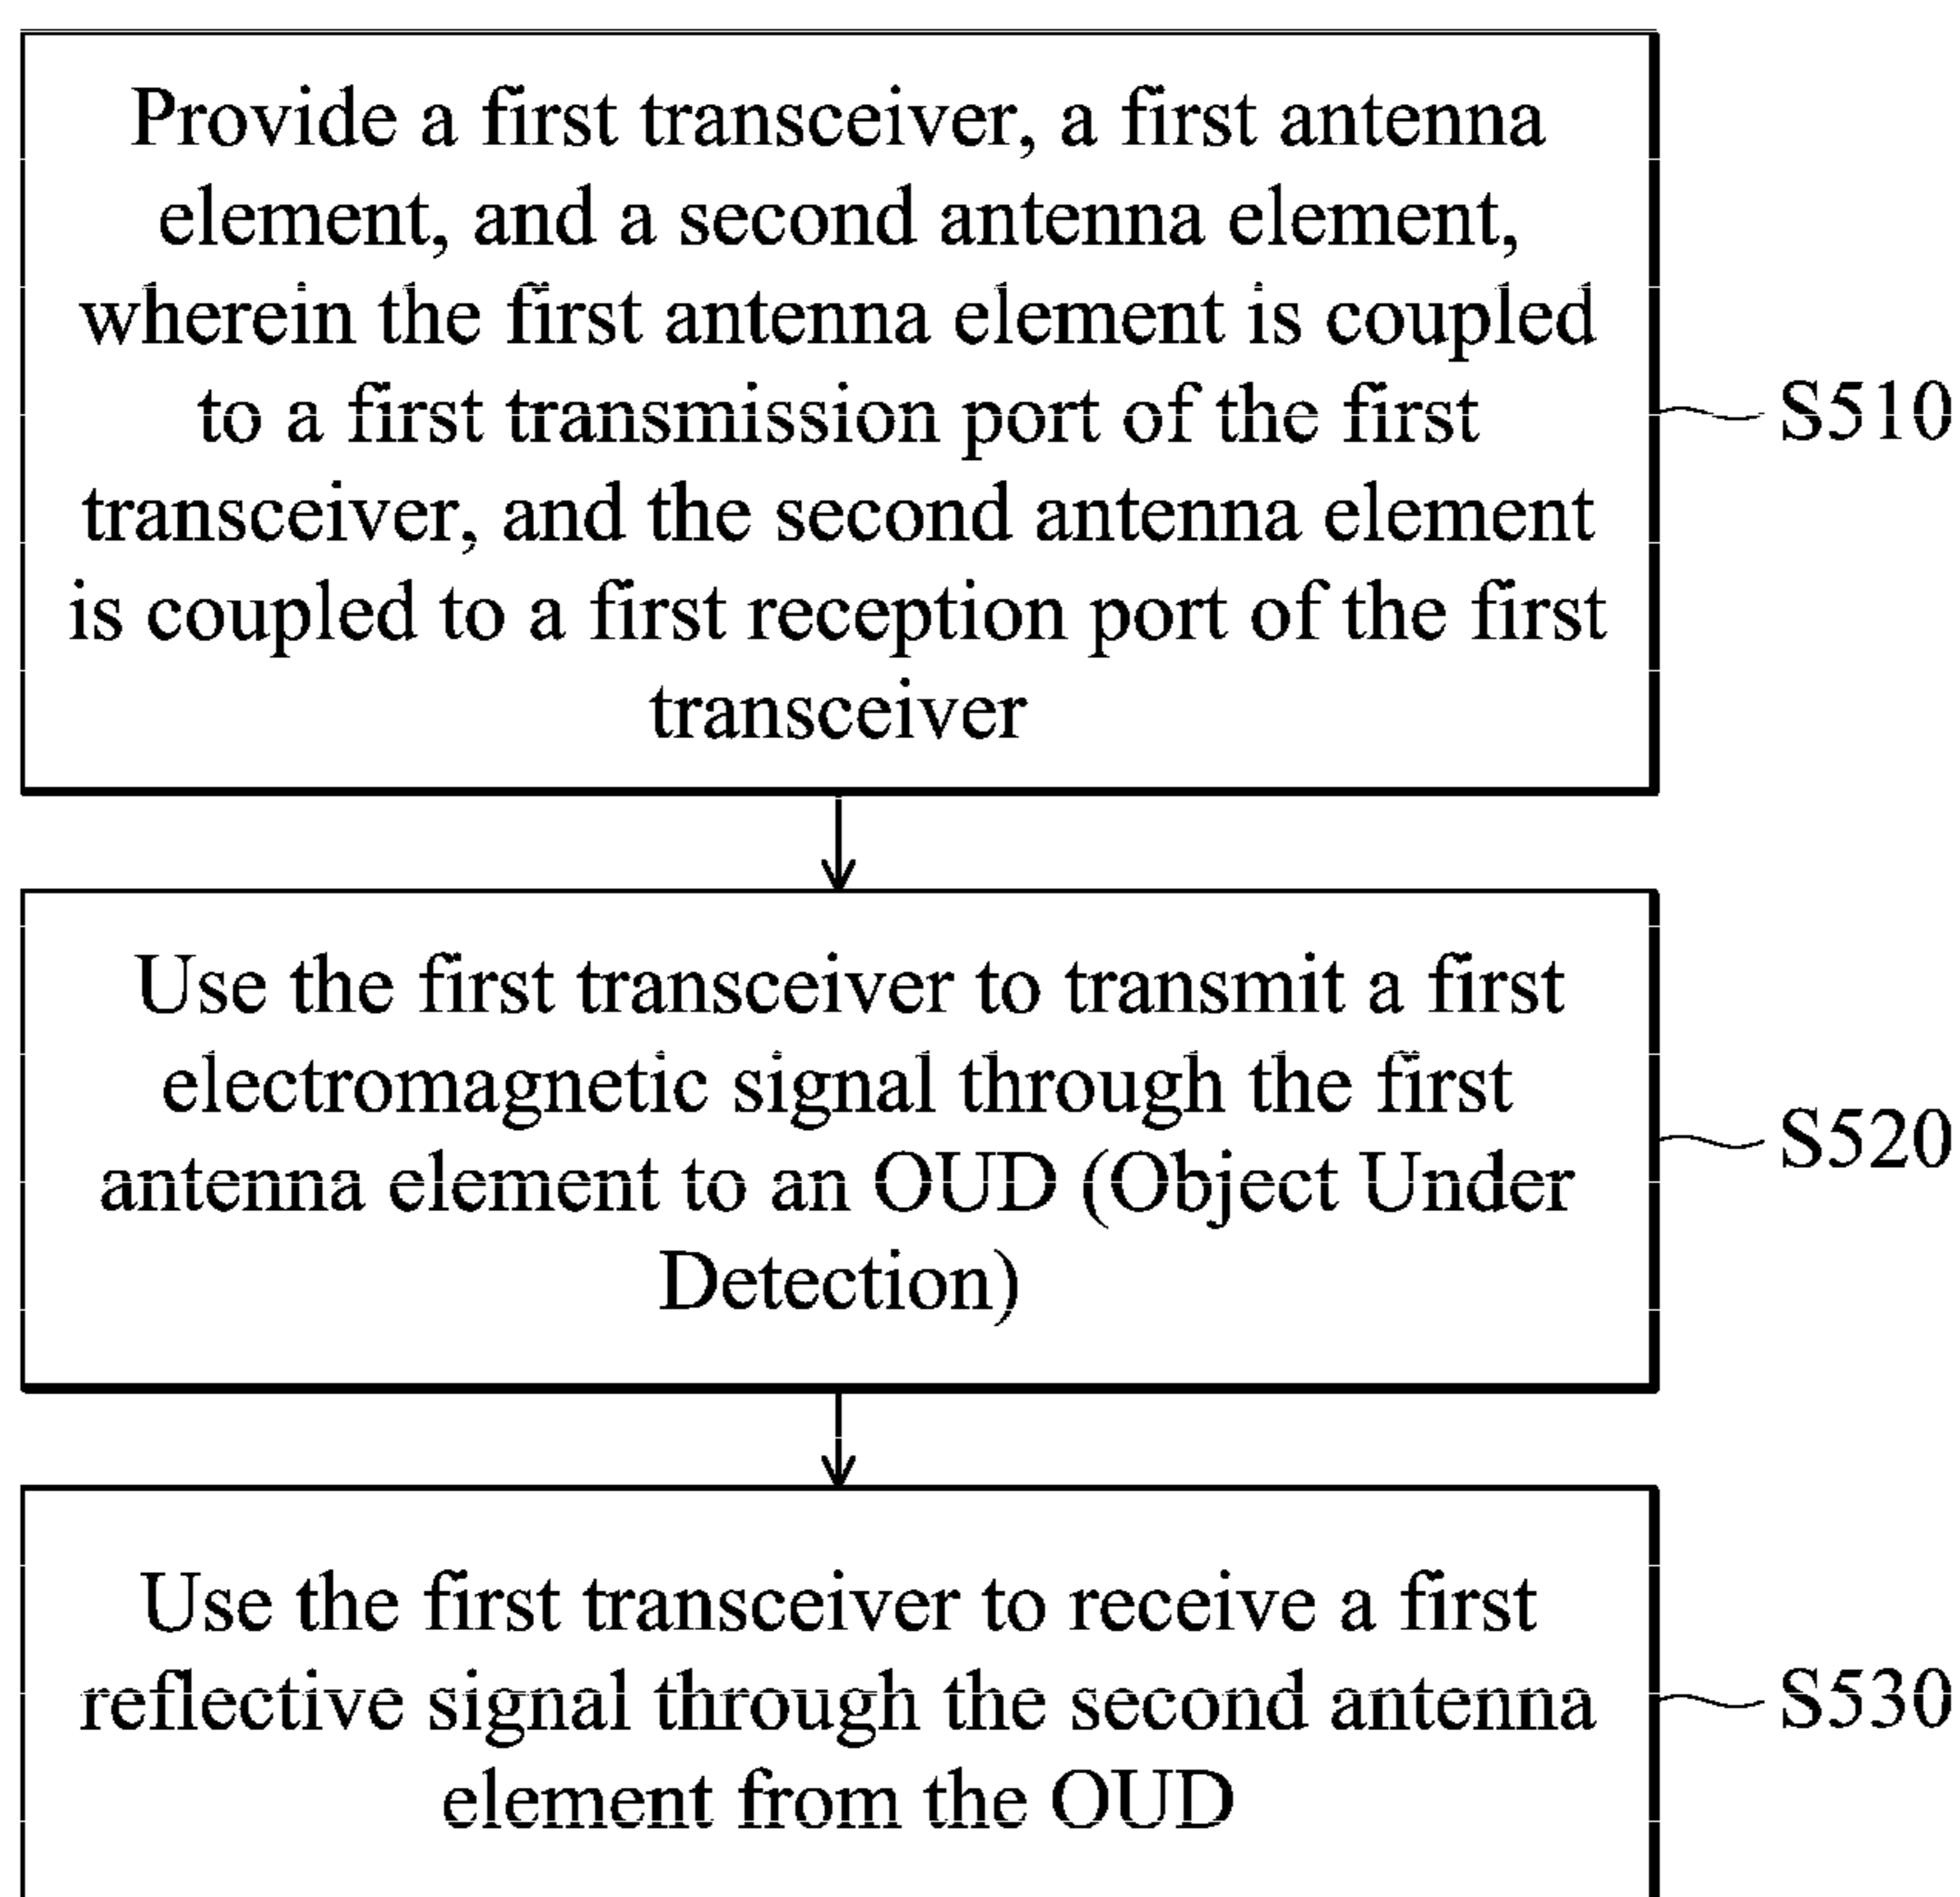 Provide a first transceiver, a first antenna
element, and a second antenna element,
wherein the first antenna element is coupled
to a first transmission port of the first
transceiver, and the second antenna element
is coupled to a first reception port of the first
transceiver
S510
Use the first transceiver to transmit a first
electromagnetic signal through the first
antenna element to an OUD (Object Under
Detection)
S520
Use the first transceiver to receive a first
reflective signal through the second antenna
element from the OUD
S530